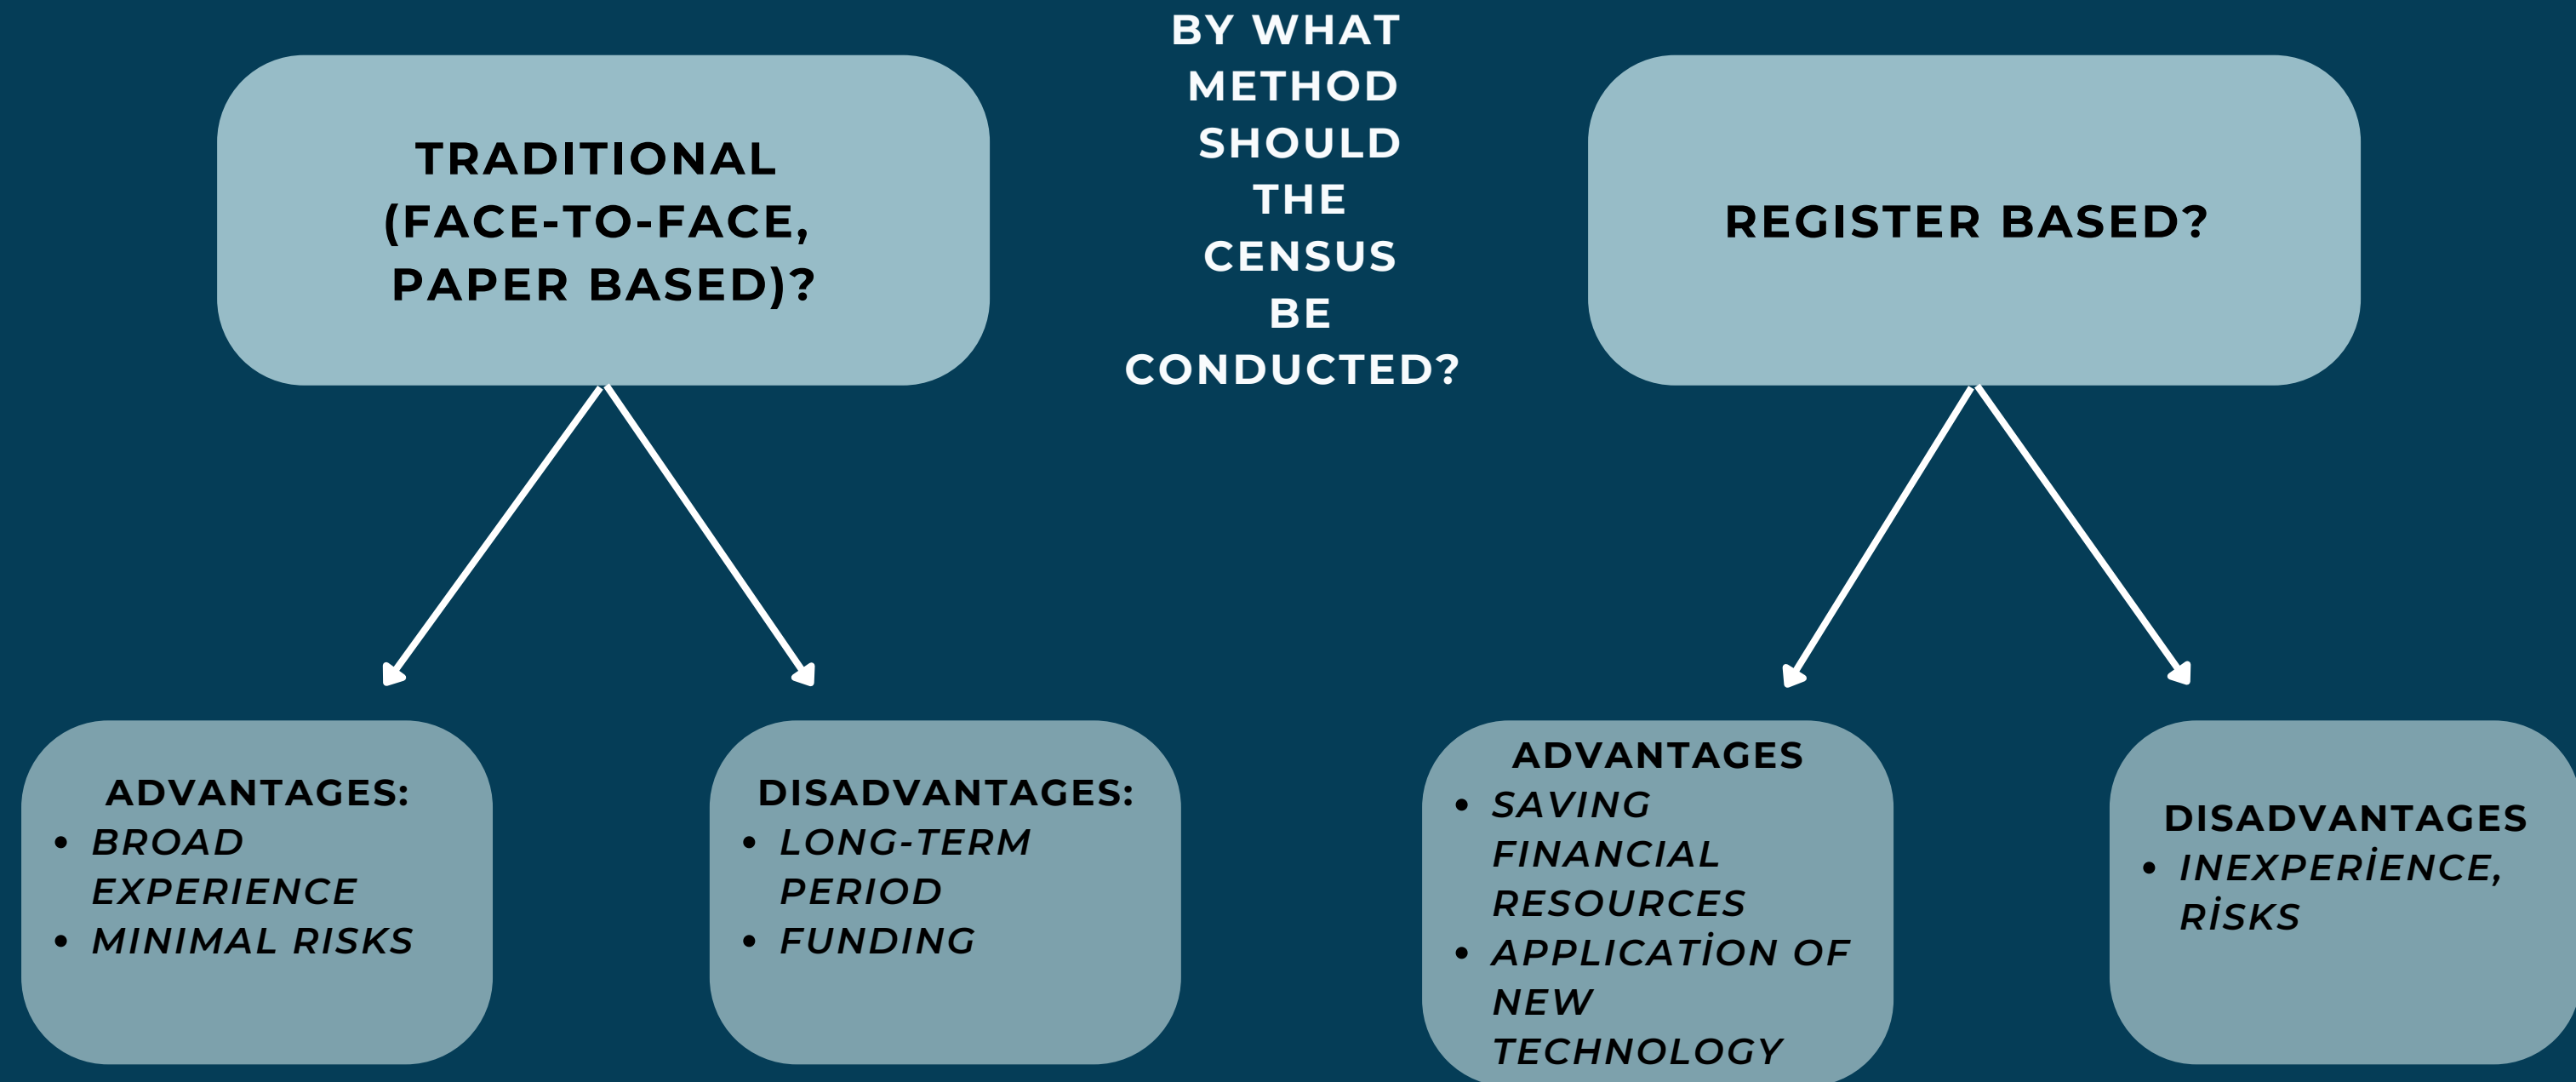 BY WHAT
METHOD
SHOULD
THE
CENSUS
BE
CONDUCTED?
TRADITIONAL
(FACE-TO-FACE,
PAPER BASED)?
REGISTER BASED?
ADVANTAGES:
• BROAD
EXPERIENCE
• MINIMAL RISKS
DISADVANTAGES:
• LONG-TERM
PERIOD
• FUNDING
ADVANTAGES
• SAVING
FINANCIAL
RESOURCES
• APPLICATİON OF
NEW
TECHNOLOGY
DISADVANTAGES
• INEXPERİENCE,
RİSKS